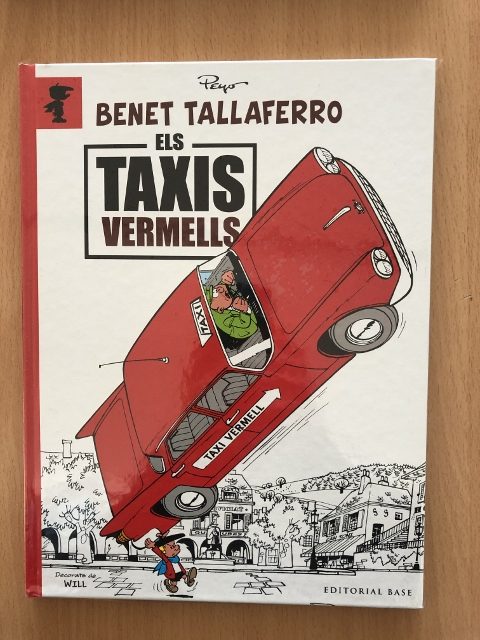 Peyo
BENET TALLAFERRO
ELS
TAXIS
VERMELLS
TAXI
TAXI VERMELL
Decorats de
WILL
EDITORIAL BASE